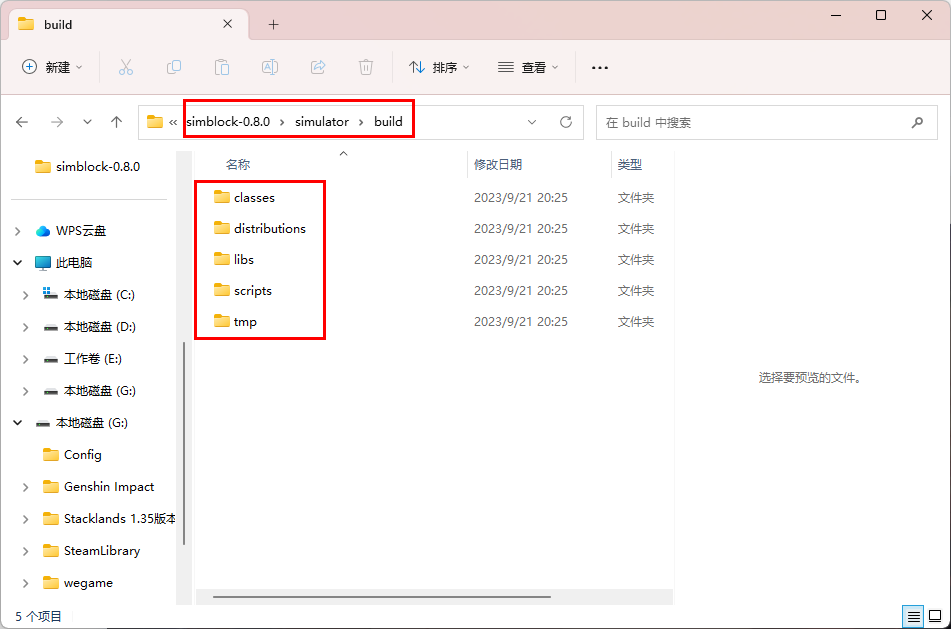 build
新建
排序
查看
« simblock-0.8.0 › simulator › build
在 build 中搜索
simblock-0.8.0
WPS云盘
此电脑
本地磁盘 (C:)
本地磁盘 (D:)
工作卷 (E:)
本地磁盘 (G:)
本地磁盘 (G:)
Config
Genshin Impact
Stacklands 1.35版本
SteamLibrary
wegame
名称 修改日期 类型
classes 2023/9/21 20:25 文件夹
distributions 2023/9/21 20:25 文件夹
libs 2023/9/21 20:25 文件夹
scripts 2023/9/21 20:25 文件夹
tmp 2023/9/21 20:25 文件夹
选择要预览的文件。
5 个项目